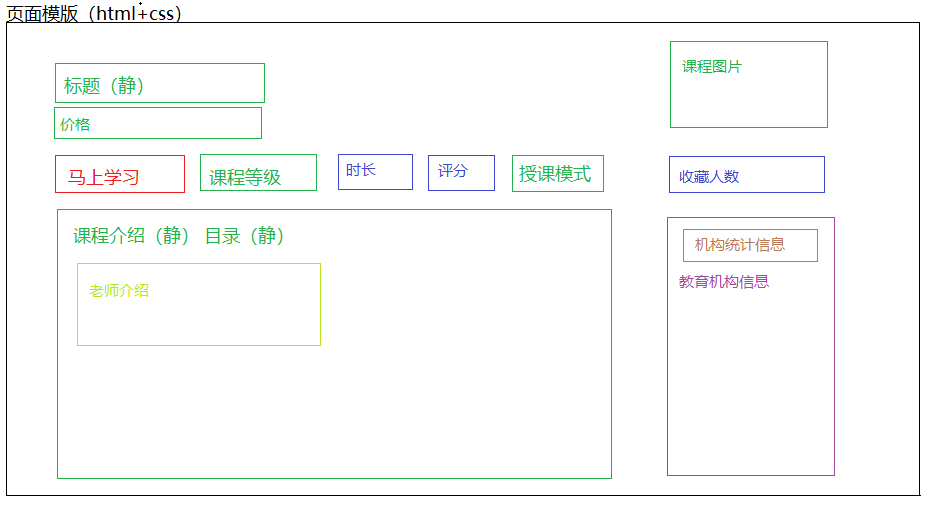 页面模版（html+css）
标题（静）
价格
课程图片
马上学习 课程等级 时长 评分 授课模式 收藏人数
课程介绍（静） 目录（静）
老师介绍
机构统计信息
教育机构信息